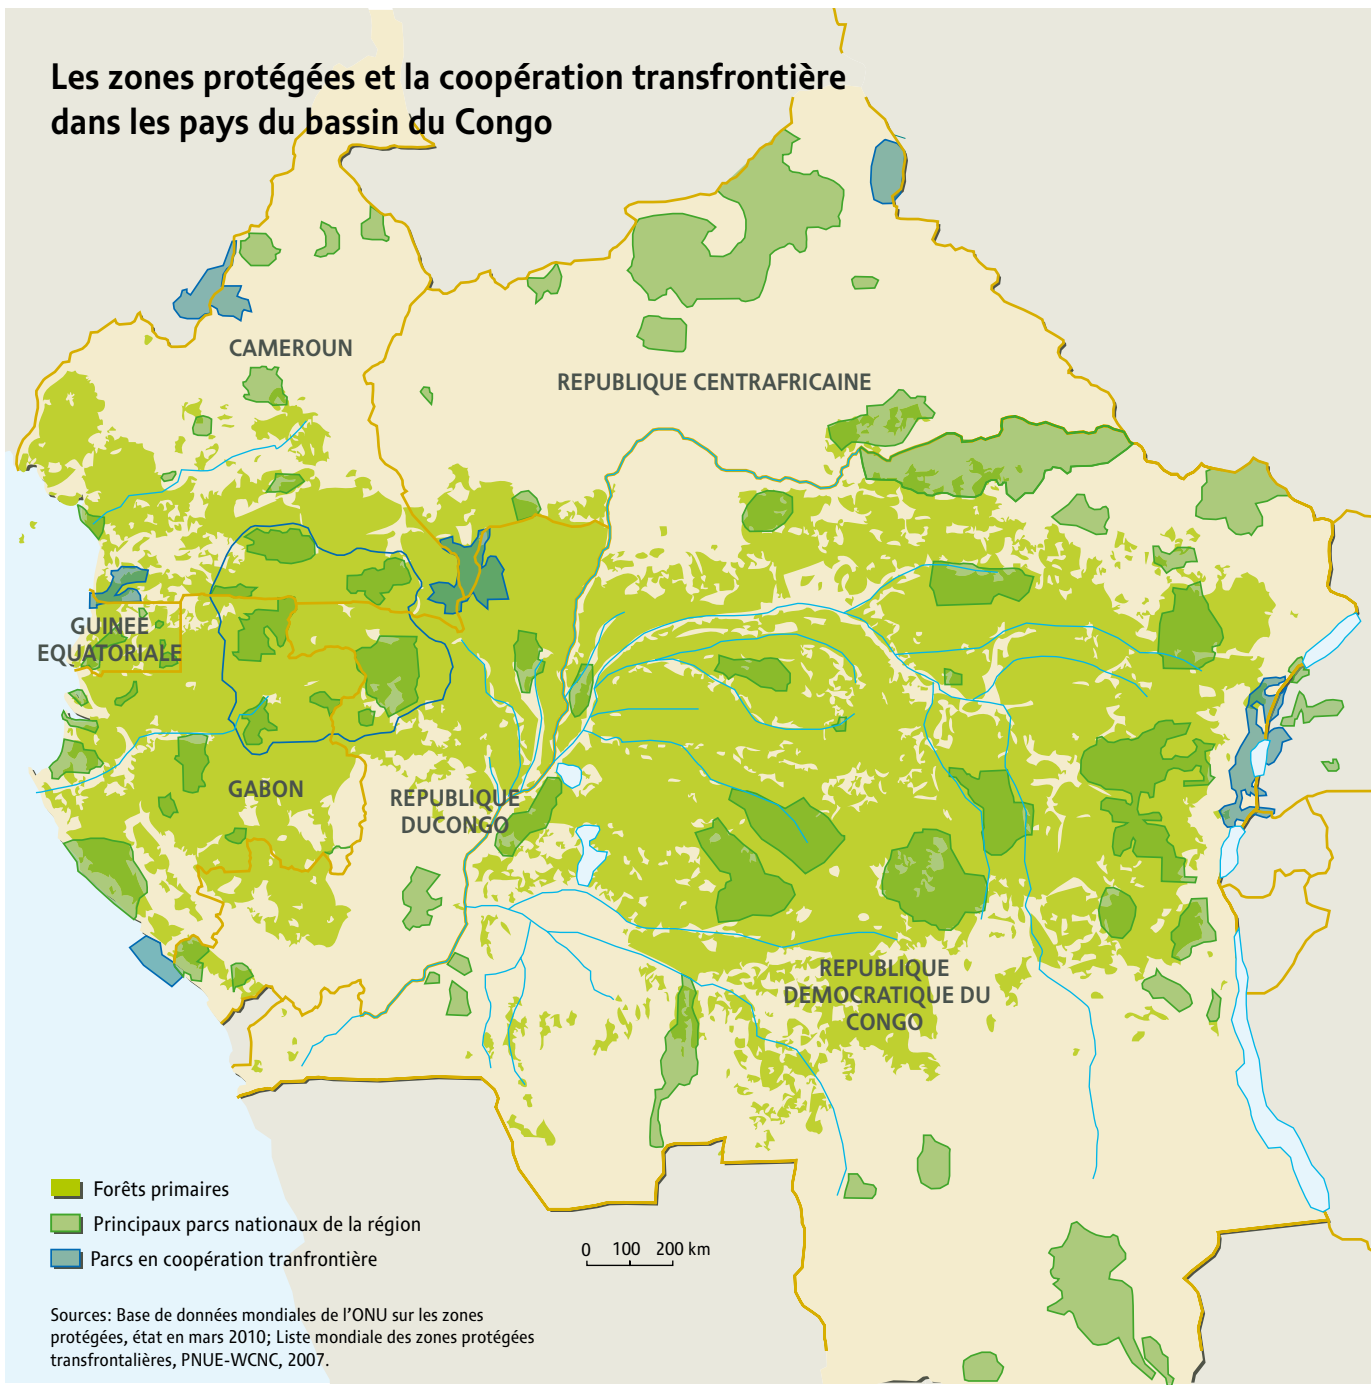 Les zones protégées et la coopération transfrontière
dans les pays du bassin du Congo
CAMEROUN
REPUBLIQUE CENTRAFRICAINE
GUINEE
EQUATORIALE
GABON
REPUBLIQUE
DUCONGO
REPUBLIQUE
DEMOCRATIQUE DU
CONGO
Forêts primaires
Principaux parcs nationaux de la région
Parcs en coopération tranfrontière
0 100 200 km
Sources: Base de données mondiales de l’ONU sur les zones
protégées, état en mars 2010; Liste mondiale des zones protégées
transfrontalières, PNUE-WCNC, 2007.